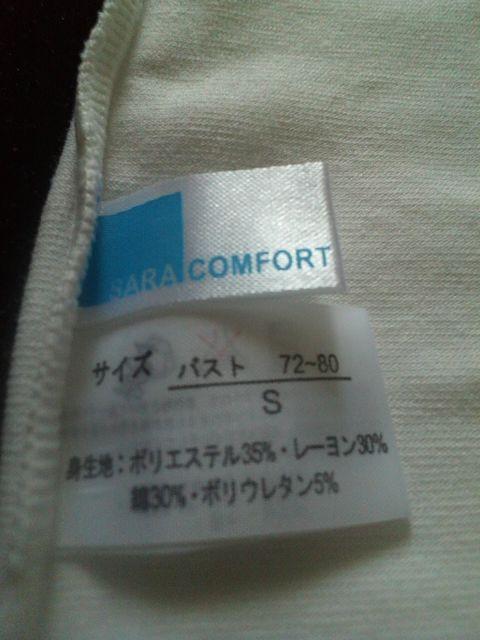 SARA COMFORT
サイズ バスト 72~80
S
身生地：ポリエステル35%・レーヨン30%
綿30%・ポリウレタン5%